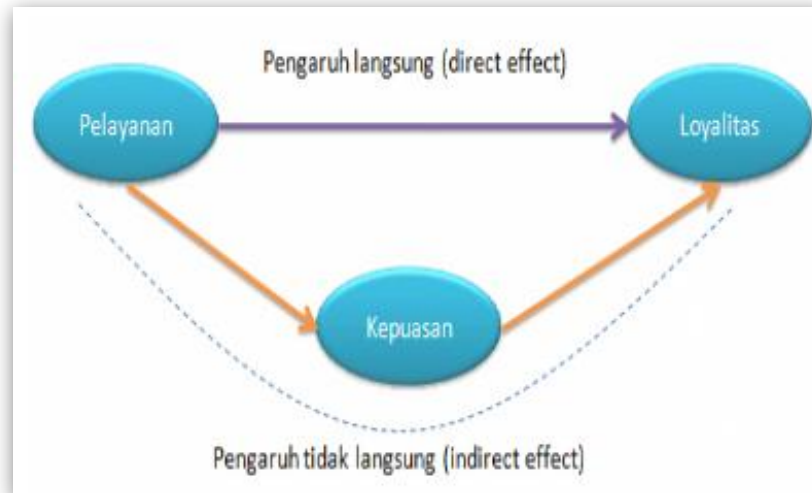 Pengaruh langsung (direct effect)
Pelayanan
Loyalitas
Kepuasan
Pengaruh tidak langsung (indirect effect)